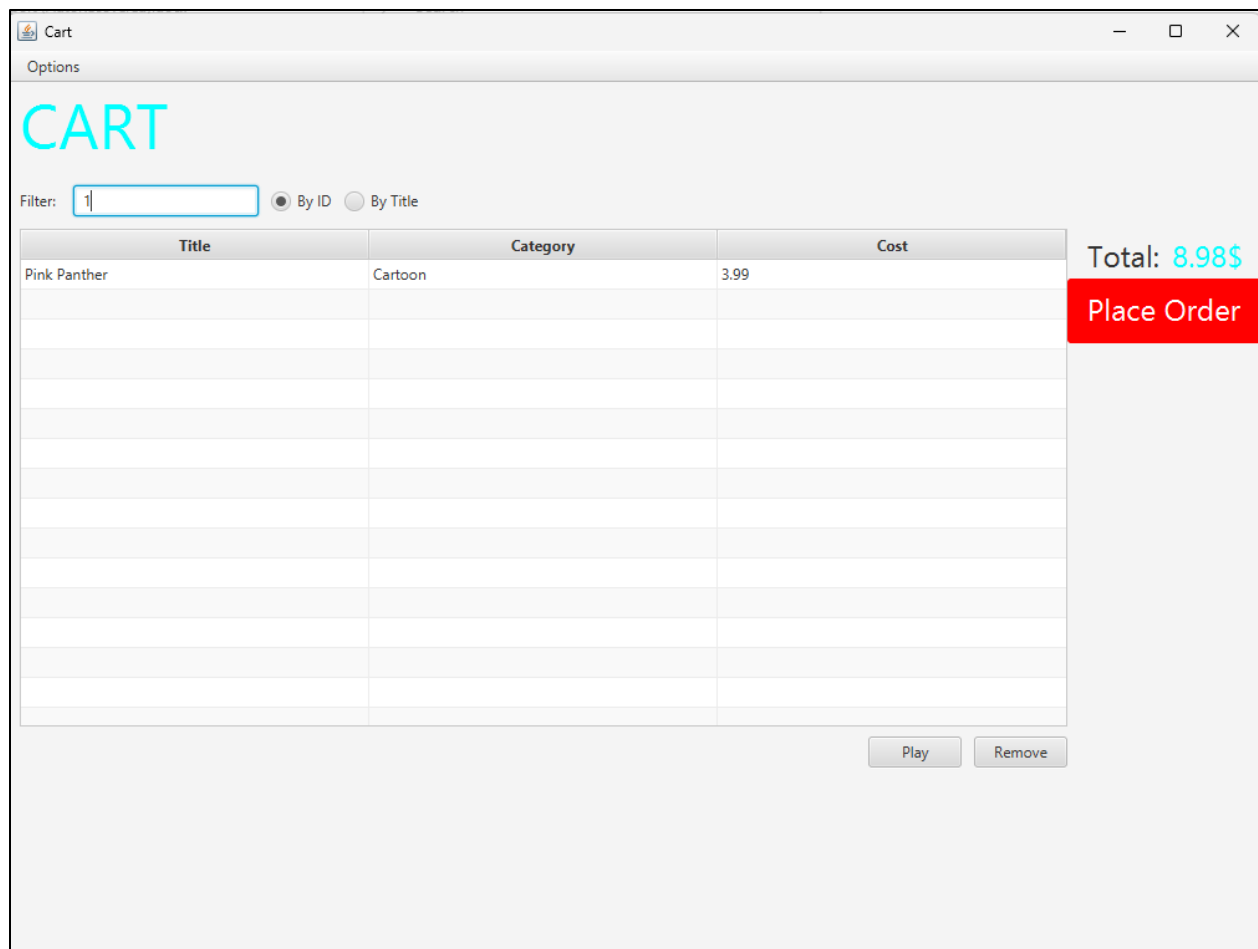 Cart
Options
CART
Filter: 1 By ID By Title
Title Category Cost
Pink Panther Cartoon 3.99
Total: 8.98$
Place Order
Play Remove